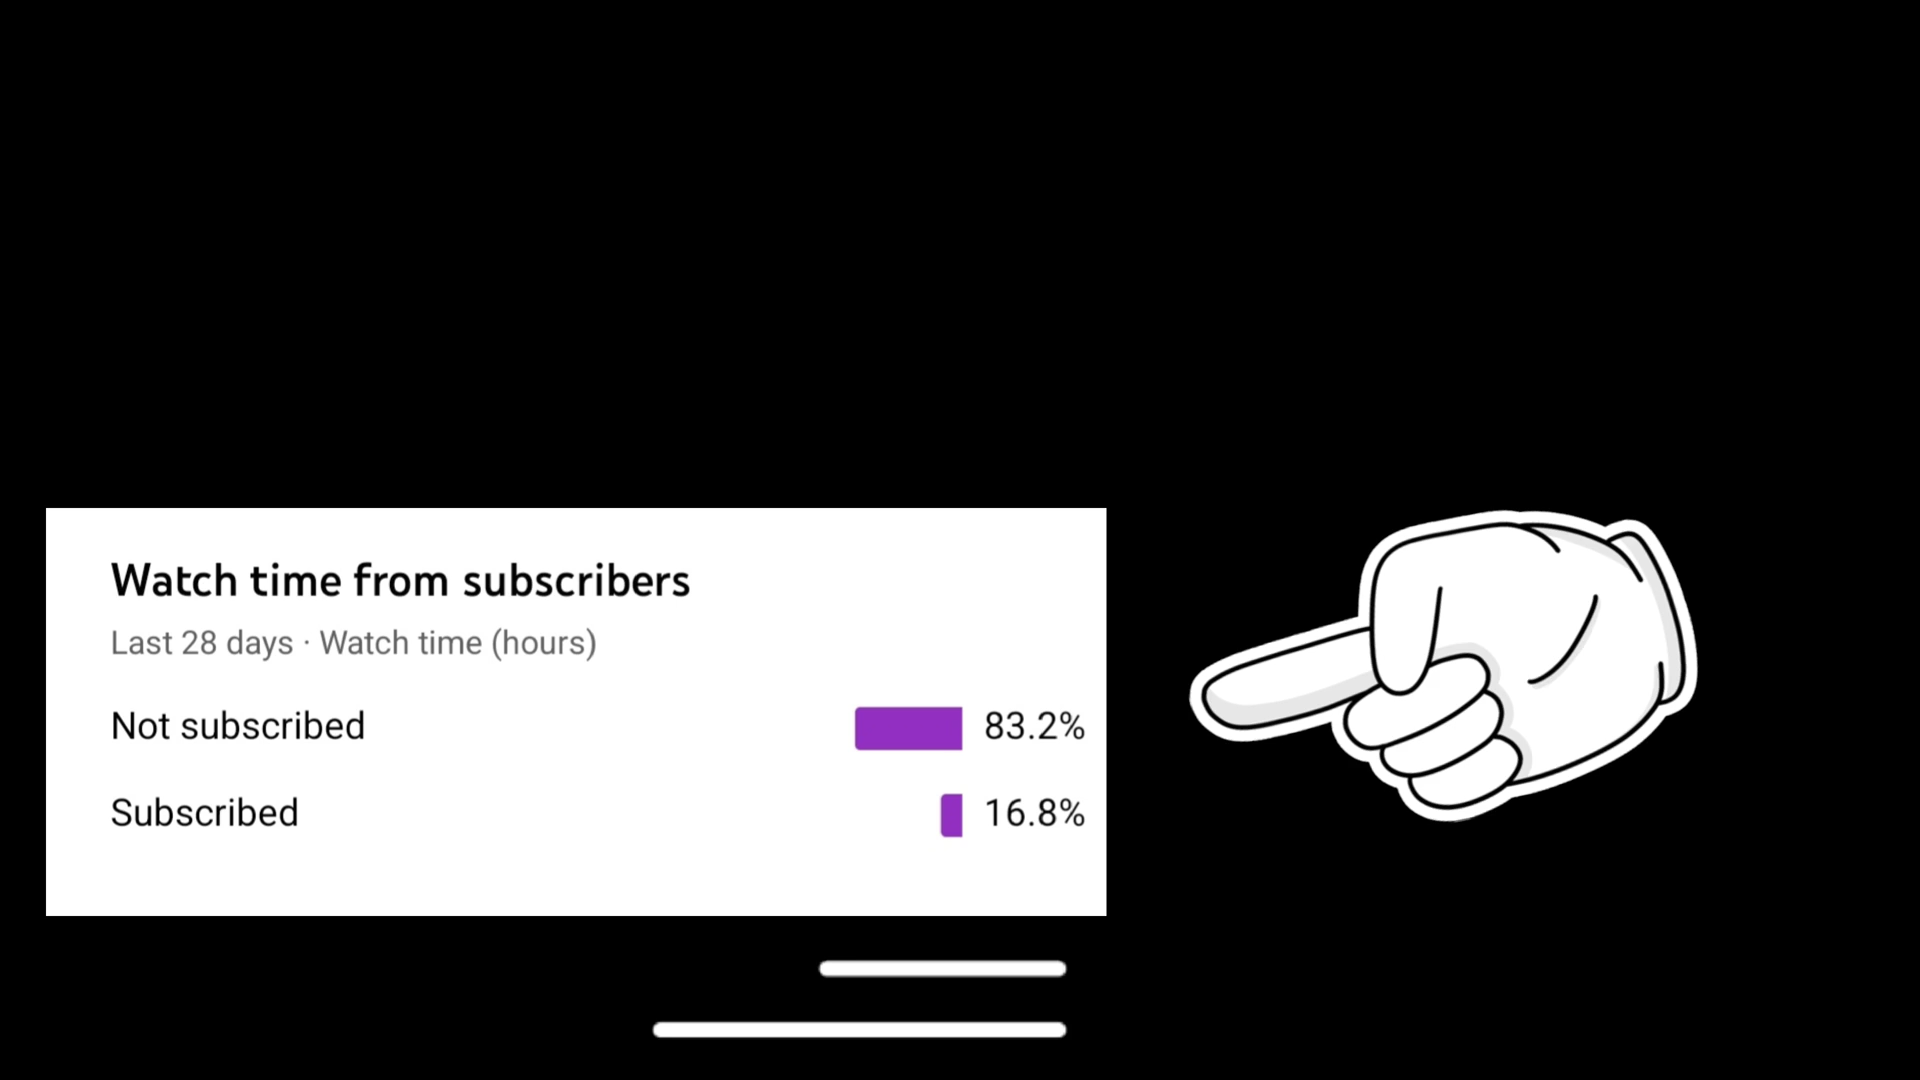 Watch time from subscribers
Last 28 days · Watch time (hours)
Not subscribed 83.2%
Subscribed 16.8%